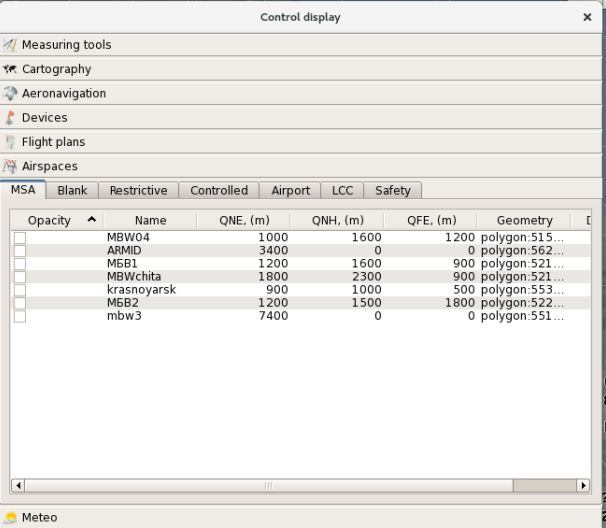 Control display
Measuring tools
Cartography
Aeronavigation
Devices
Flight plans
Airspaces
MSA Blank Restrictive Controlled Airport LCC Safety
Opacity Name QNE, (m) QNH, (m) QFE, (m) Geometry
MBW04 1000 1600 1200 polygon:515...
ARMID 3400 0 0 polygon:562...
МБВ1 1200 1600 900 polygon:521...
MBWchita 1800 2300 900 polygon:521...
krasnoyarsk 900 1000 500 polygon:553...
МБВ2 1200 1500 1800 polygon:522...
mbw3 7400 0 0 polygon:551...
Meteo